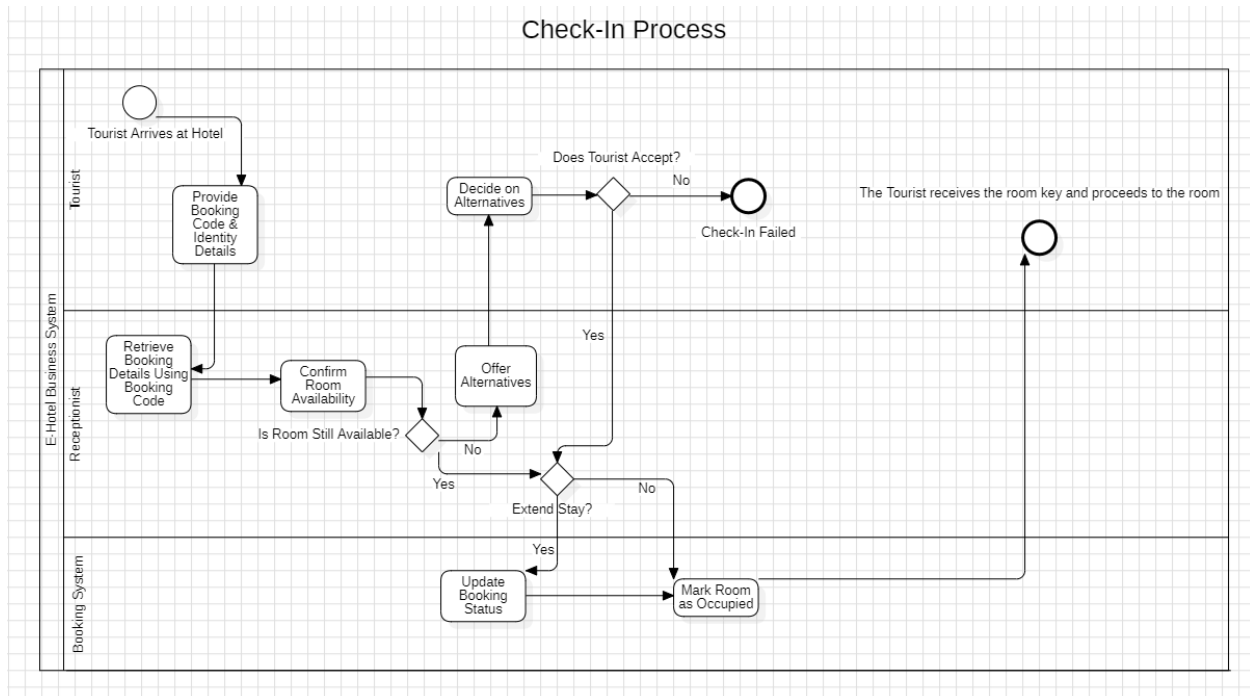 Check-In Process
E-Hotel Business System
Tourist
Tourist Arrives at Hotel
Provide
Booking
Code &
Identity
Details
Decide on
Alternatives
Does Tourist Accept?
No
Check-In Failed
The Tourist receives the room key and proceeds to the room
Yes
Receptionist
Retrieve
Booking
Details Using
Booking
Code
Confirm
Room
Availability
Is Room Still Available?
No
Yes
Offer
Alternatives
Extend Stay?
No
Yes
Booking System
Update
Booking
Status
Mark Room
as Occupied